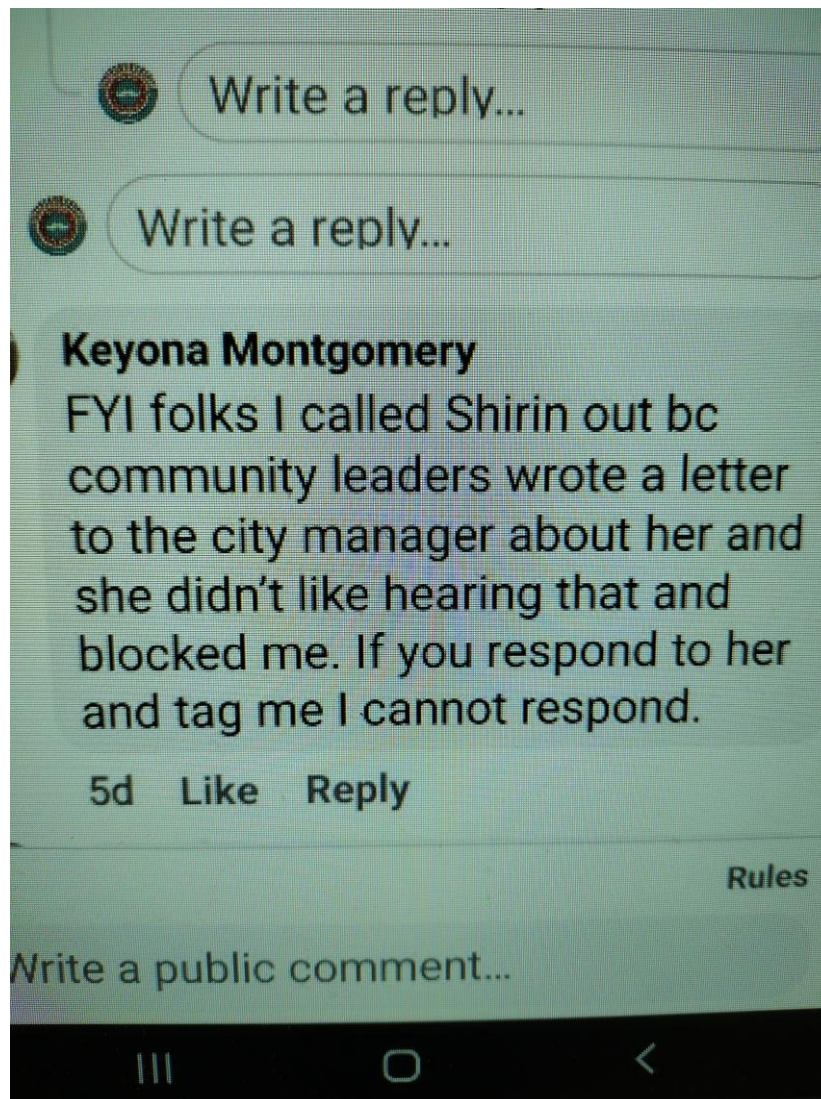 Write a reply...
Write a reply...
Keyona Montgomery
FYI folks I called Shirin out bc
community leaders wrote a letter
to the city manager about her and
she didn't like hearing that and
blocked me. If you respond to her
and tag me I cannot respond.
5d Like Reply
Rules
Write a public comment...